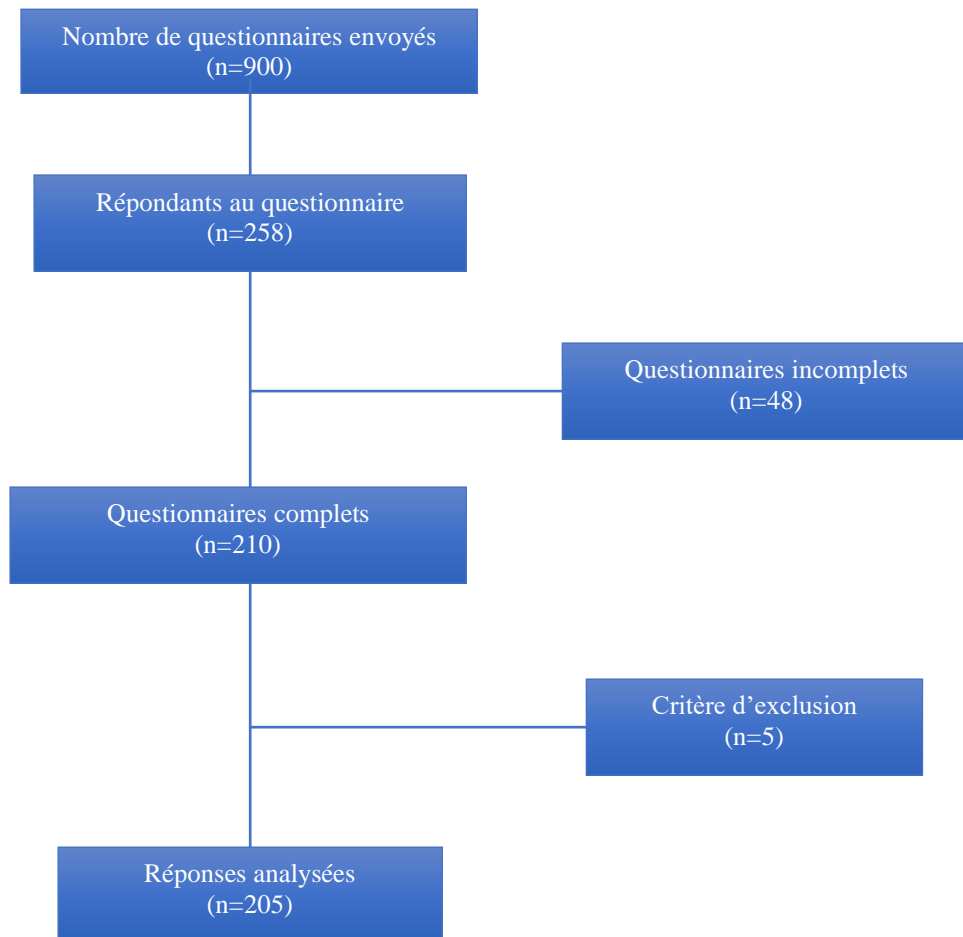 Nombre de questionnaires envoyés
(n=900)
Répondants au questionnaire
(n=258)
Questionnaires incomplets
(n=48)
Questionnaires complets
(n=210)
Critère d’exclusion
(n=5)
Réponses analysées
(n=205)